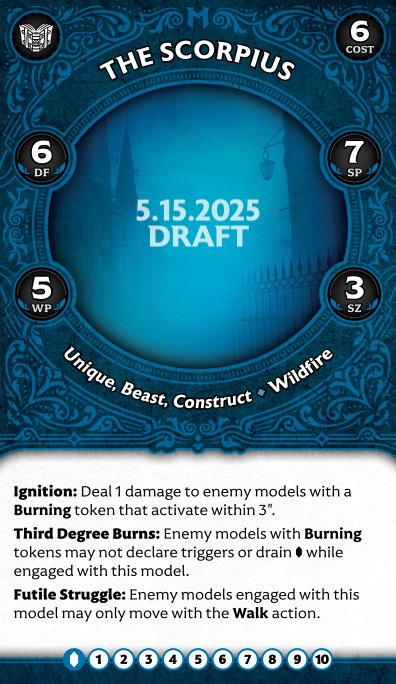 6
COST
THE SCORPIUS
6
DF
7
SP
5.15.2025
DRAFT
5
WP
3
SZ
Unique, Beast, Construct ◆ Wildfire
Ignition: Deal 1 damage to enemy models with a
Burning token that activate within 3".
Third Degree Burns: Enemy models with Burning
tokens may not declare triggers or drain while
engaged with this model.
Futile Struggle: Enemy models engaged with this
model may only move with the Walk action.
1 2 3 4 5 6 7 8 9 10